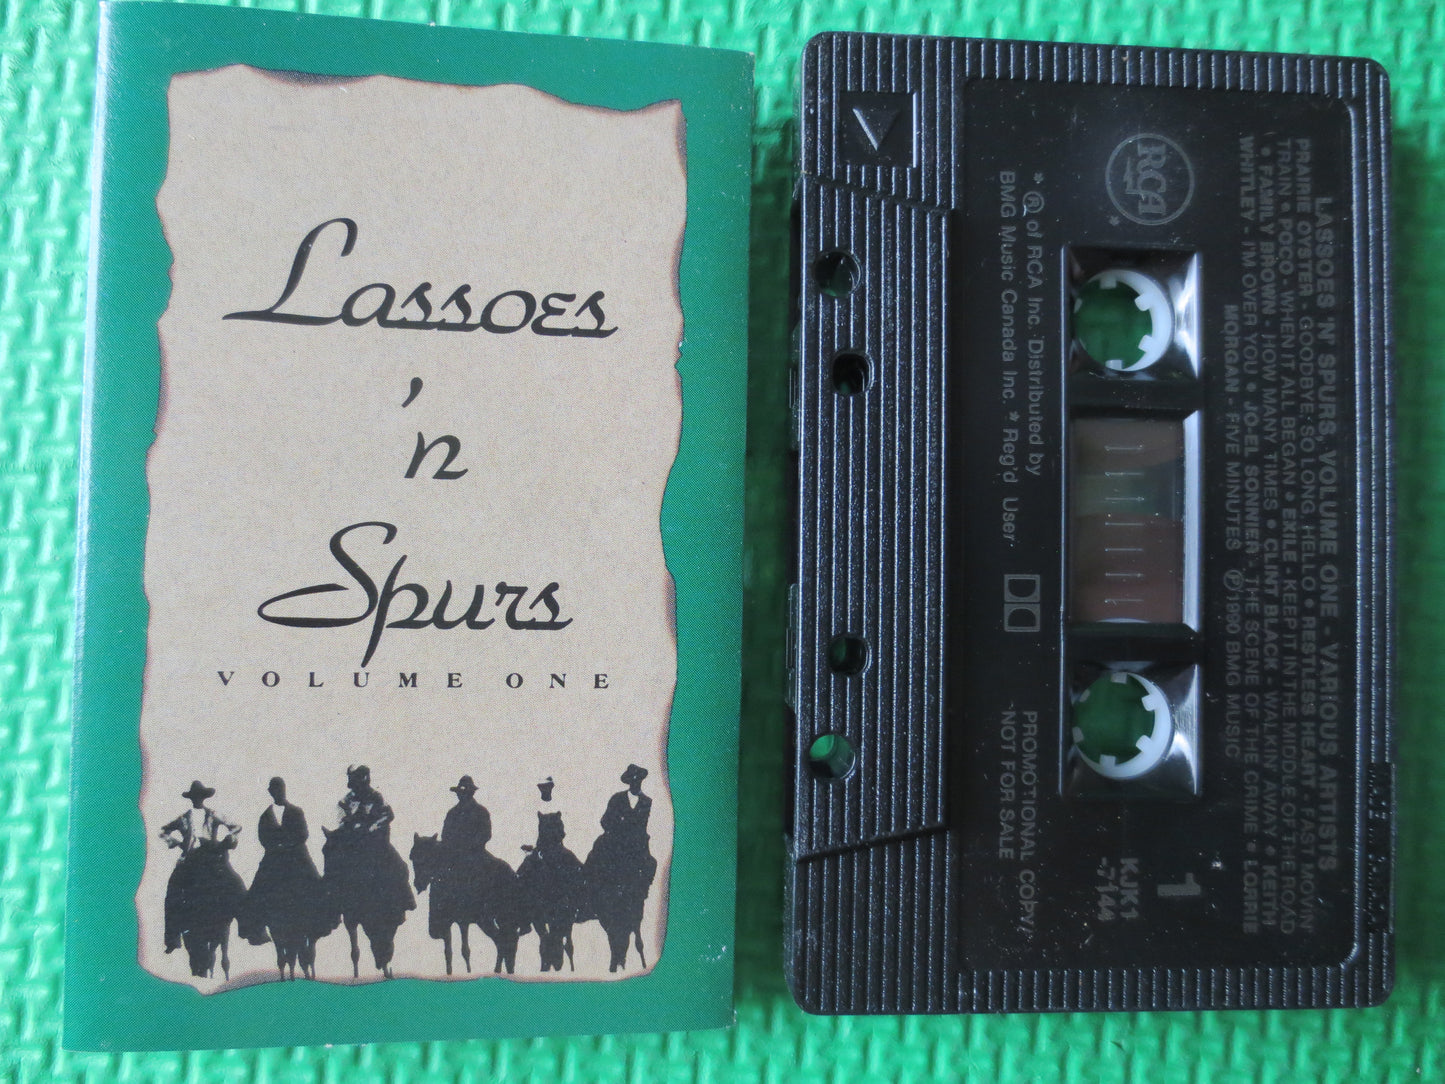 Lassoes
'n
Spurs
VOLUME ONE
LASSOES 'N' SPURS, VOLUME ONE - VARIOUS ARTISTS
PRAIRIE OYSTER - GOODBYE, SO LONG, HELLO • RESTLESS HEART - FAST MOVIN'
TRAIN • POCO - WHEN IT ALL BEGAN • EXILE - KEEP IT IN THE MIDDLE OF THE ROAD
• FAMILY BROWN - HOW MANY TIMES • CLINT BLACK - WALKIN' AWAY • KEITH
WHITLEY - I'M OVER YOU • JO-EL SONNIER - THE SCENE OF THE CRIME • LORRIE
MORGAN - FIVE MINUTES ℗1990 BMG MUSIC
RCA
*
1
KJK1
-7144
* ® of RCA Inc. Distributed by
BMG Music Canada Inc. * Reg'd User.
PROMOTIONAL COPY/
NOT FOR SALE